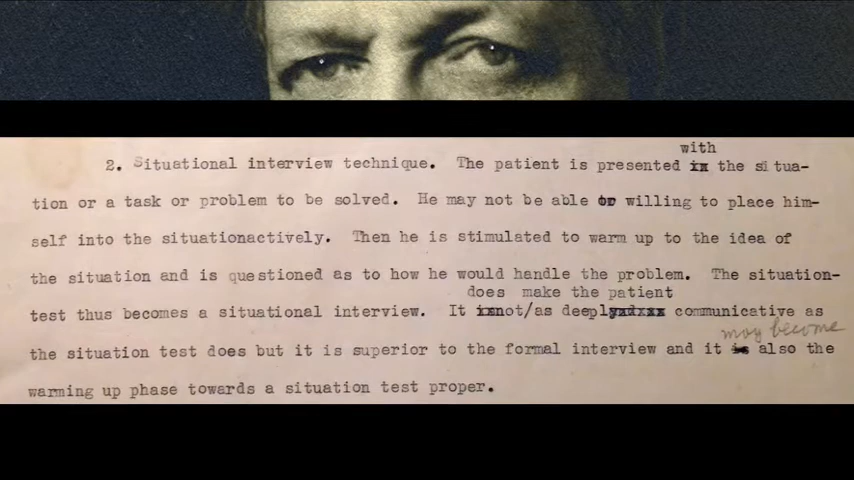 with
2. Situational interview technique. The patient is presented in the situa-
tion or a task or problem to be solved. He may not be able or willing to place him-
self into the situationactively. Then he is stimulated to warm up to the idea of
the situation and is questioned as to how he would handle the problem. The situation-
does make the patient
test thus becomes a situational interview. It not/as deeply communicative as
may become
the situation test does but it is superior to the formal interview and it is also the
warming up phase towards a situation test proper.